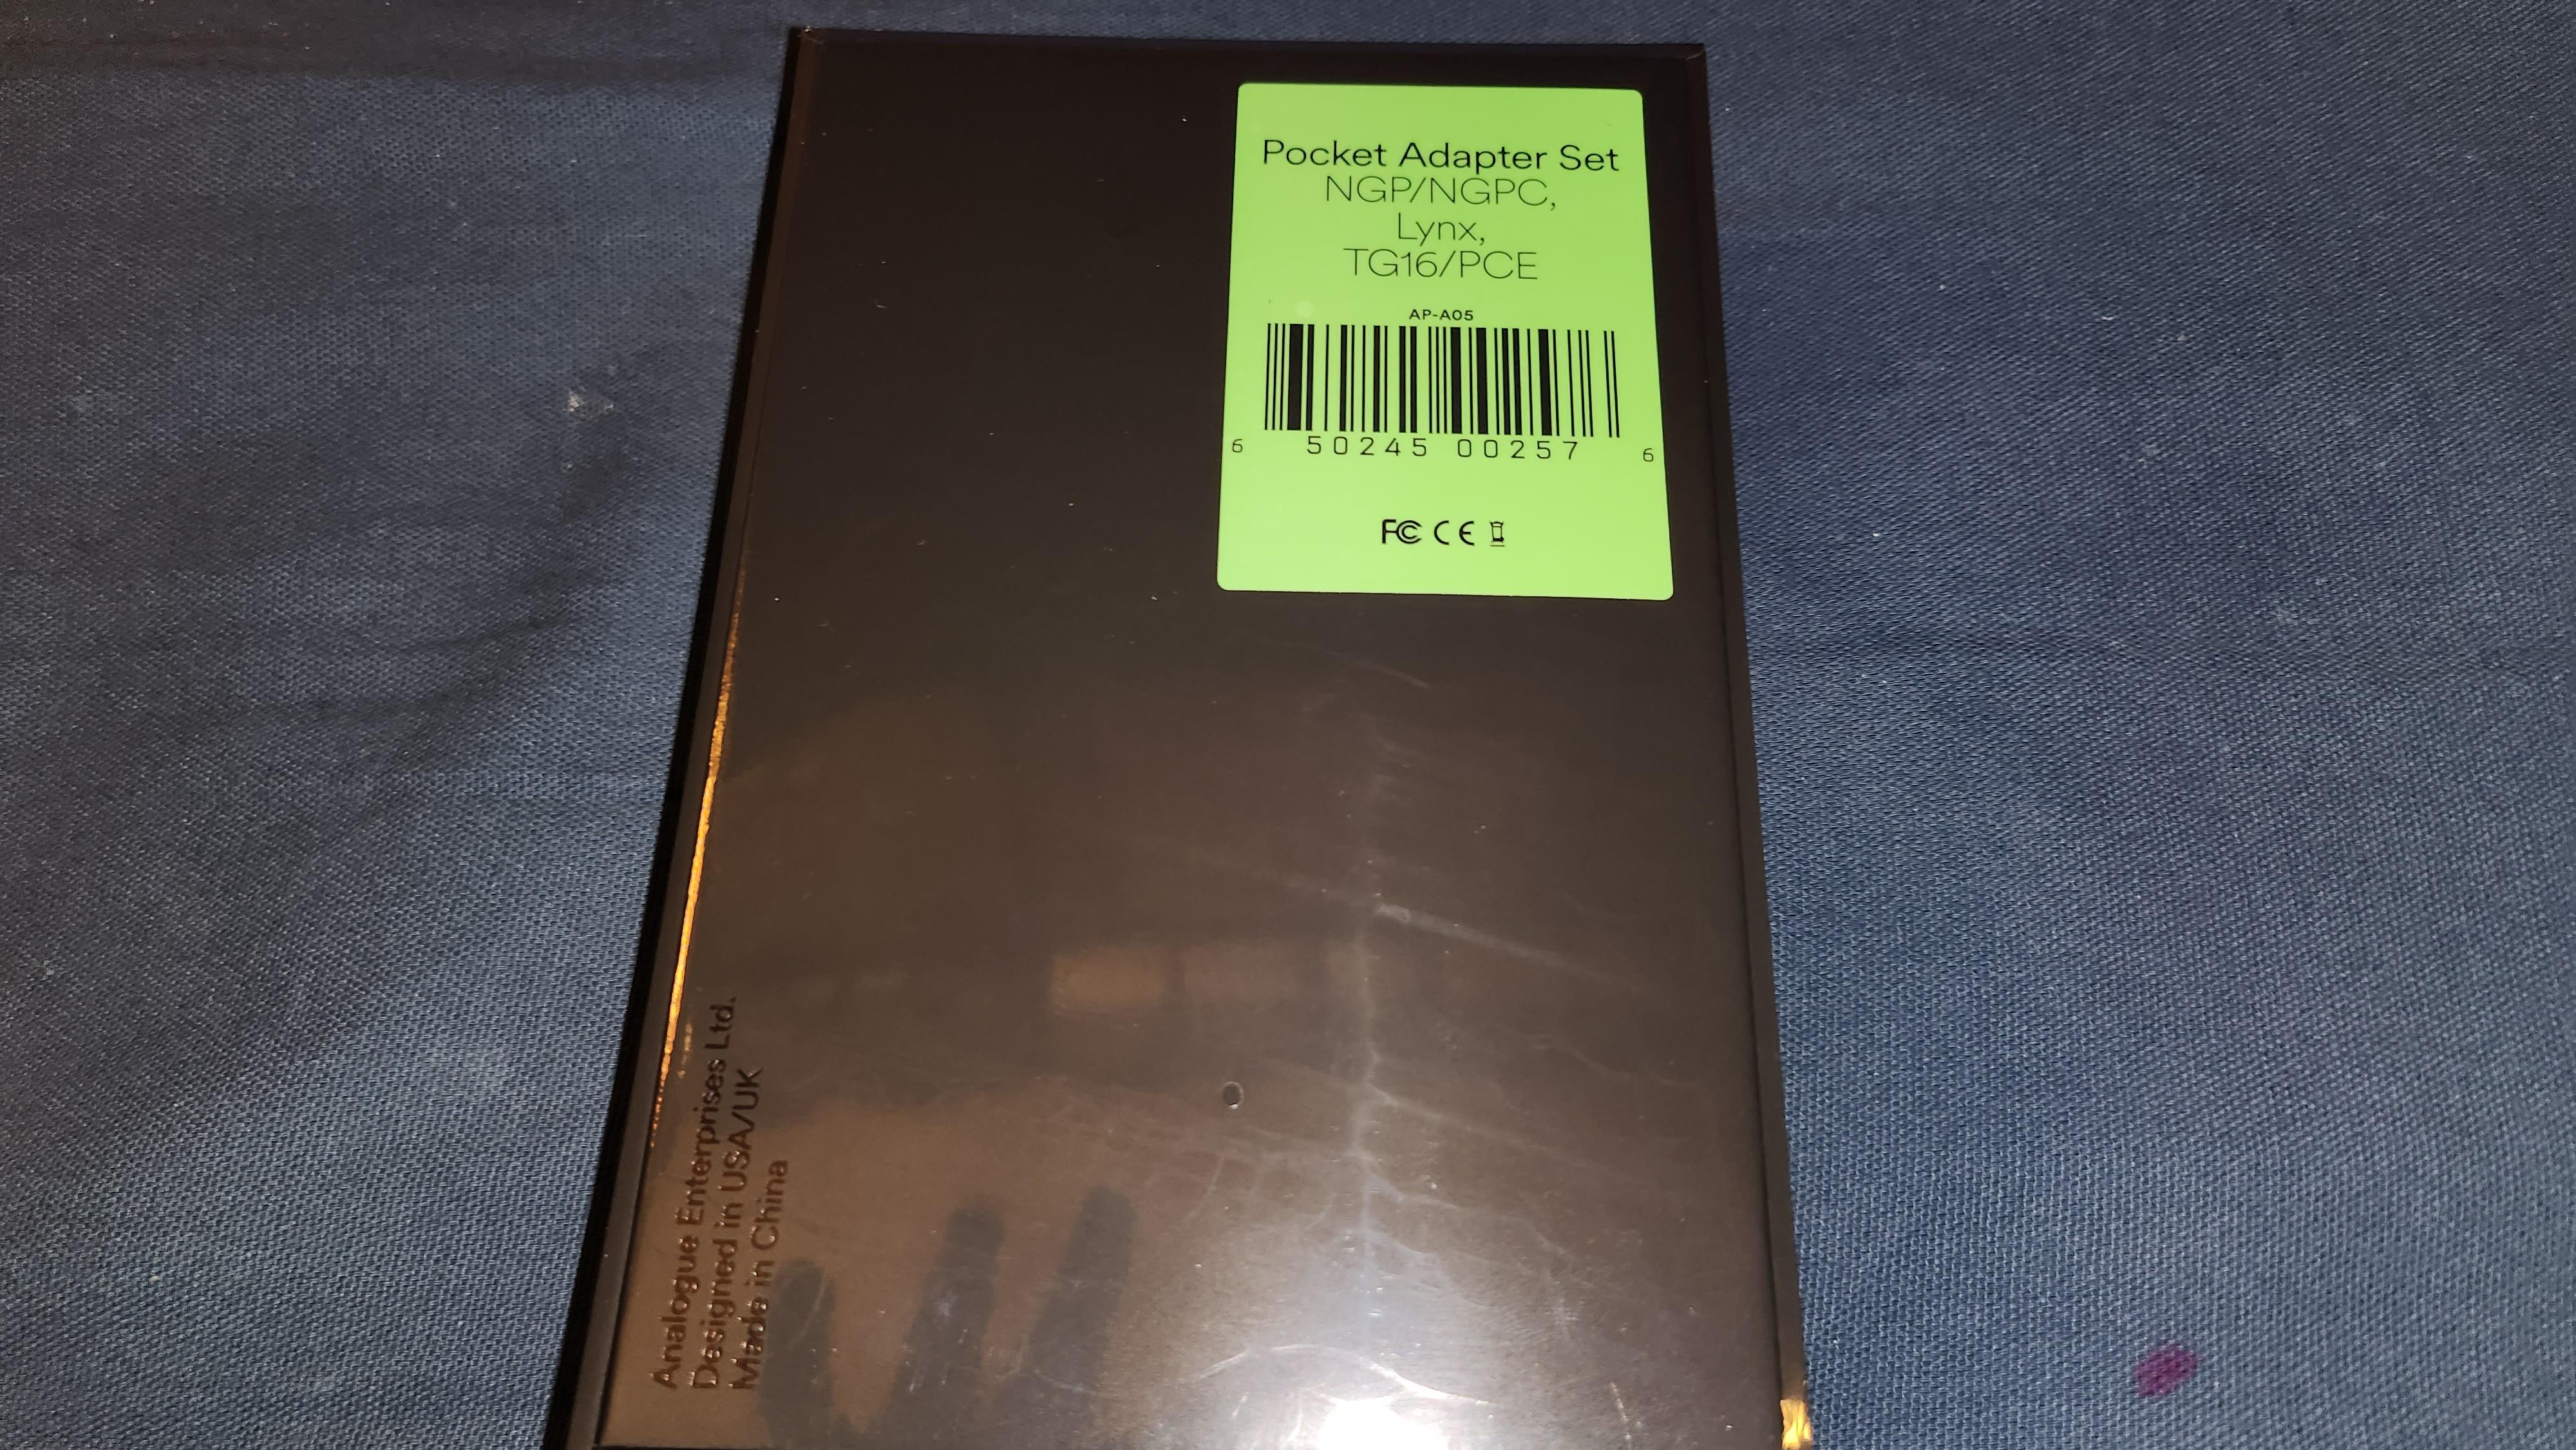 Pocket Adapter Set
NGP/NGPC,
Lynx,
TG16/PCE
AP-A05
6 50245 00257 6
FC CE
Analogue Enterprises Ltd.
Designed in USA/UK
Made in China